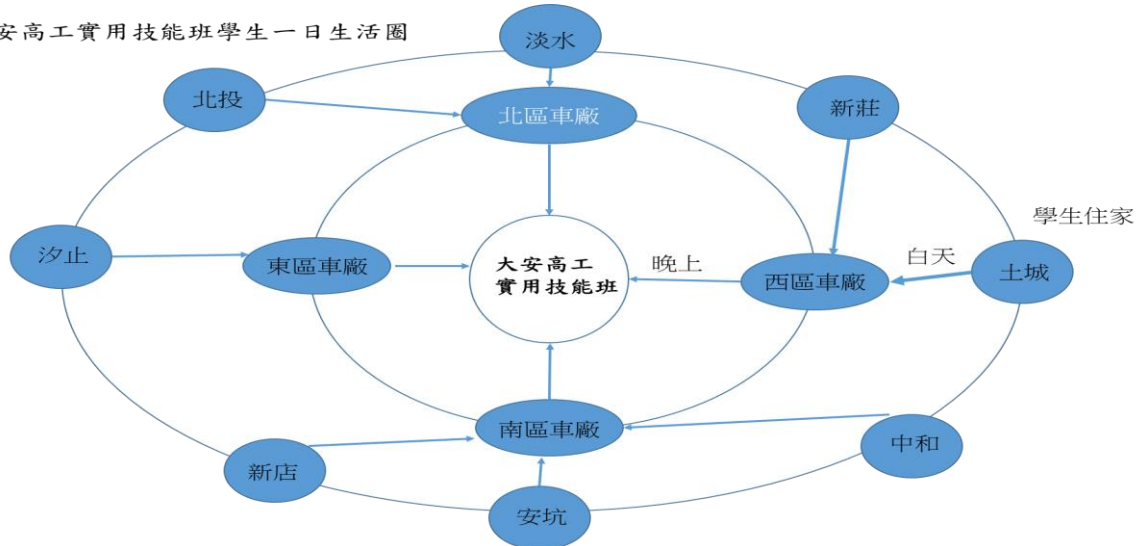 安高工實用技能班學生一日生活圈
淡水
北投
北區車廠
新莊
學生住家
汐止
東區車廠
大安高工
實用技能班
晚上
西區車廠
白天
土城
南區車廠
中和
新店
安坑